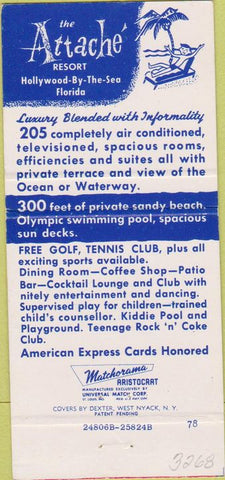 the
Attaché
RESORT
Hollywood-By-The-Sea
Florida
Luxury Blended with Informality
205 completely air conditioned,
televisioned, spacious rooms,
efficiencies and suites all with
private terrace and view of the
Ocean or Waterway.
300 feet of private sandy beach.
Olympic swimming pool, spacious
sun decks.
FREE GOLF, TENNIS CLUB, plus all
exciting sports available.
Dining Room—Coffee Shop—Patio
Bar—Cocktail Lounge and Club with
nitely entertainment and dancing.
Supervised play for children—trained
child's counsellor. Kiddie Pool and
Playground. Teenage Rock 'n' Coke
Club.
American Express Cards Honored
Matchorama
ARISTOCRAT
MANUFACTURED EXCLUSIVELY BY
UNIVERSAL MATCH CORP.
COVERS BY DEXTER, WEST NYACK, N. Y.
PATENT PENDING
24806B-25824B 78
3268